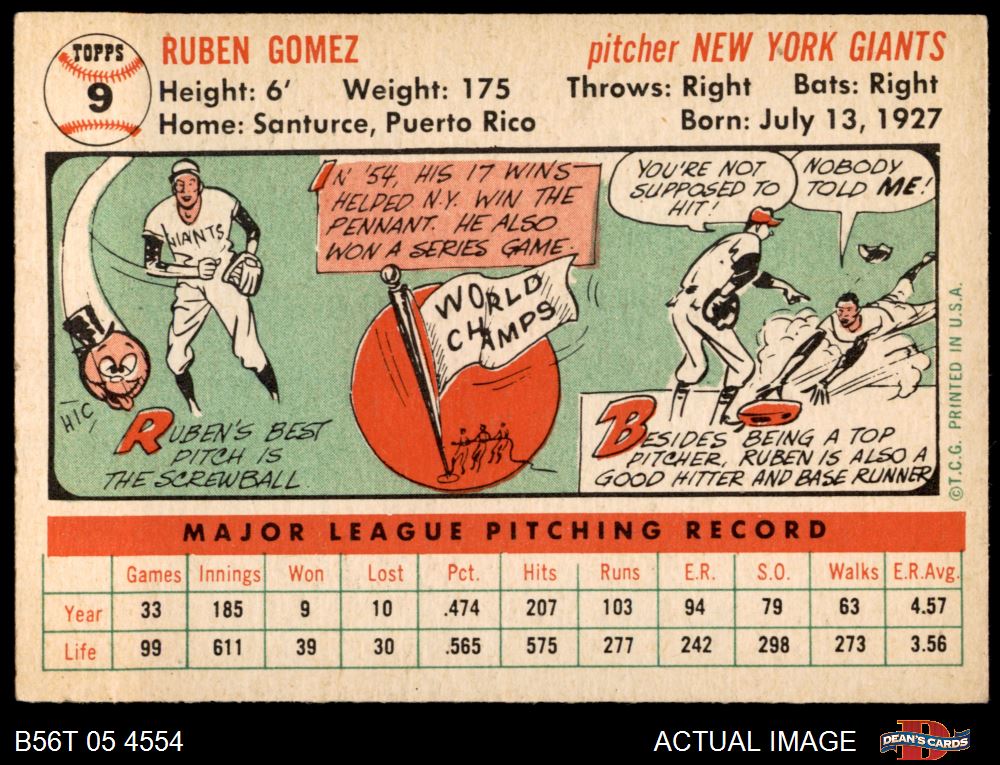 TOPPS
9
RUBEN GOMEZ
pitcher NEW YORK GIANTS
Height: 6' Weight: 175 Throws: Right Bats: Right
Home: Santurce, Puerto Rico Born: July 13, 1927
GIANTS
HIC
RUBEN'S BEST
PITCH IS
THE SCREWBALL.
IN '54, HIS 17 WINS
HELPED N.Y. WIN THE
PENNANT. HE ALSO
WON A SERIES GAME.
WORLD
CHAMPS
YOU'RE NOT
SUPPOSED TO
HIT!
NOBODY
TOLD ME!
BESIDES BEING A TOP
PITCHER, RUBEN IS ALSO A
GOOD HITTER AND BASE RUNNER
©T.C.G. PRINTED IN U.S.A.
MAJOR LEAGUE PITCHING RECORD
Games Innings Won Lost Pct. Hits Runs E.R. S.O. Walks E.R.Avg.
Year 33 185 9 10 .474 207 103 94 79 63 4.57
Life 99 611 39 30 .565 575 277 242 298 273 3.56
B56T 05 4554
ACTUAL IMAGE
DEAN'S CARDS